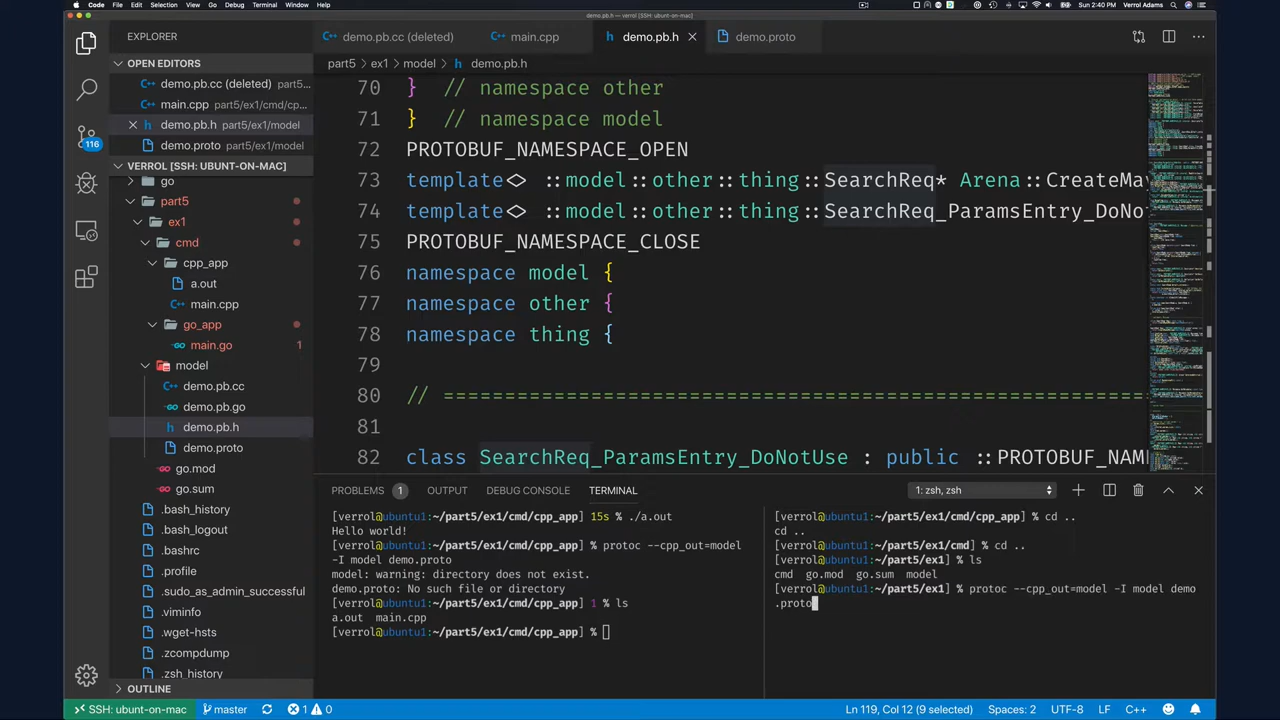 Code File Edit Selection View Go Debug Terminal Window Help
Verrol Adams Sun 2:40 PM
demo.pb.h — verrol [SSH: ubunt-on-mac]
EXPLORER
OPEN EDITORS
demo.pb.cc (deleted) part5...
main.cpp part5/ex1/cmd/cp...
demo.pb.h part5/ex1/model
demo.proto part5/ex1/model
116
VERROL [SSH: UBUNT-ON-MAC]
go
part5
ex1
cmd
cpp_app
a.out
main.cpp
go_app
main.go 1
model
demo.pb.cc
demo.pb.go
demo.pb.h
demo.proto
go.mod
go.sum
.bash_history
.bash_logout
.bashrc
.profile
.sudo_as_admin_successful
.viminfo
.wget-hsts
.zcompdump
.zsh_history
OUTLINE
demo.pb.cc (deleted) main.cpp demo.pb.h demo.proto
part5 › ex1 › model › demo.pb.h
70 } // namespace other
71 } // namespace model
72 PROTOBUF_NAMESPACE_OPEN
73 template<> ::model::other::thing::SearchReq* Arena::CreateMay
74 template<> ::model::other::thing::SearchReq_ParamsEntry_DoNot
75 PROTOBUF_NAMESPACE_CLOSE
76 namespace model {
77 namespace other {
78 namespace thing {
79
80 // =================================================
81
82 class SearchReq_ParamsEntry_DoNotUse : public ::PROTOBUF_NAM
PROBLEMS 1 OUTPUT DEBUG CONSOLE TERMINAL
1: zsh, zsh
[verrol@ubuntu1:~/part5/ex1/cmd/cpp_app] 15s % ./a.out
Hello world!
[verrol@ubuntu1:~/part5/ex1/cmd/cpp_app] % protoc --cpp_out=model
-I model demo.proto
model: warning: directory does not exist.
demo.proto: No such file or directory
[verrol@ubuntu1:~/part5/ex1/cmd/cpp_app] 1 % ls
a.out main.cpp
[verrol@ubuntu1:~/part5/ex1/cmd/cpp_app] %
[verrol@ubuntu1:~/part5/ex1/cmd/cpp_app] % cd ..
cd ..
[verrol@ubuntu1:~/part5/ex1/cmd] % cd ..
[verrol@ubuntu1:~/part5/ex1] % ls
cmd go.mod go.sum model
[verrol@ubuntu1:~/part5/ex1] % protoc --cpp_out=model -I model demo
.proto
SSH: ubunt-on-mac master 1 0
Ln 119, Col 12 (9 selected) Spaces: 2 UTF-8 LF C++